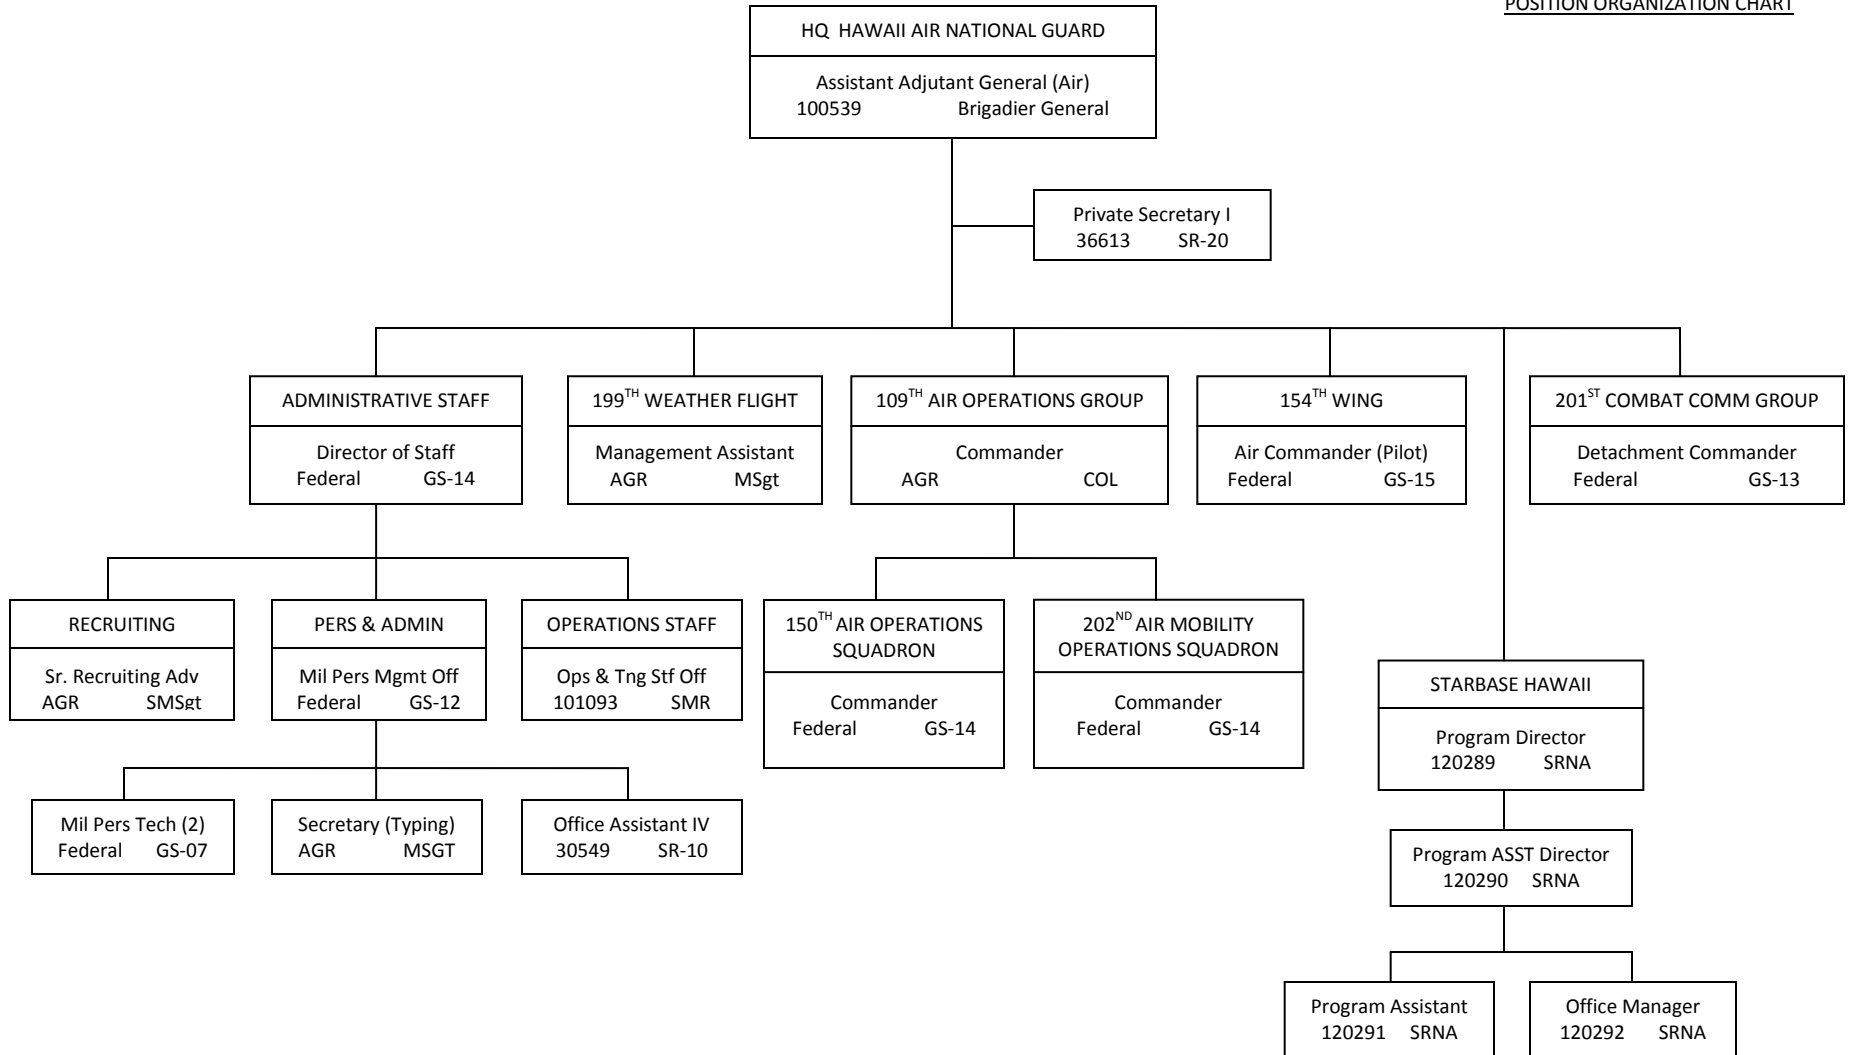 POSITION ORGANIZATION CHART
HQ HAWAII AIR NATIONAL GUARD
Assistant Adjutant General (Air)
100539 Brigadier General
Private Secretary I
36613 SR-20
ADMINISTRATIVE STAFF
Director of Staff
Federal GS-14
199TH WEATHER FLIGHT
Management Assistant
AGR MSgt
109TH AIR OPERATIONS GROUP
Commander
AGR COL
154TH WING
Air Commander (Pilot)
Federal GS-15
201ST COMBAT COMM GROUP
Detachment Commander
Federal GS-13
RECRUITING
Sr. Recruiting Adv
AGR SMSgt
PERS & ADMIN
Mil Pers Mgmt Off
Federal GS-12
OPERATIONS STAFF
Ops & Tng Stf Off
101093 SMR
150TH AIR OPERATIONS
SQUADRON
Commander
Federal GS-14
202ND AIR MOBILITY
OPERATIONS SQUADRON
Commander
Federal GS-14
STARBASE HAWAII
Program Director
120289 SRNA
Mil Pers Tech (2)
Federal GS-07
Secretary (Typing)
AGR MSGT
Office Assistant IV
30549 SR-10
Program ASST Director
120290 SRNA
Program Assistant
120291 SRNA
Office Manager
120292 SRNA